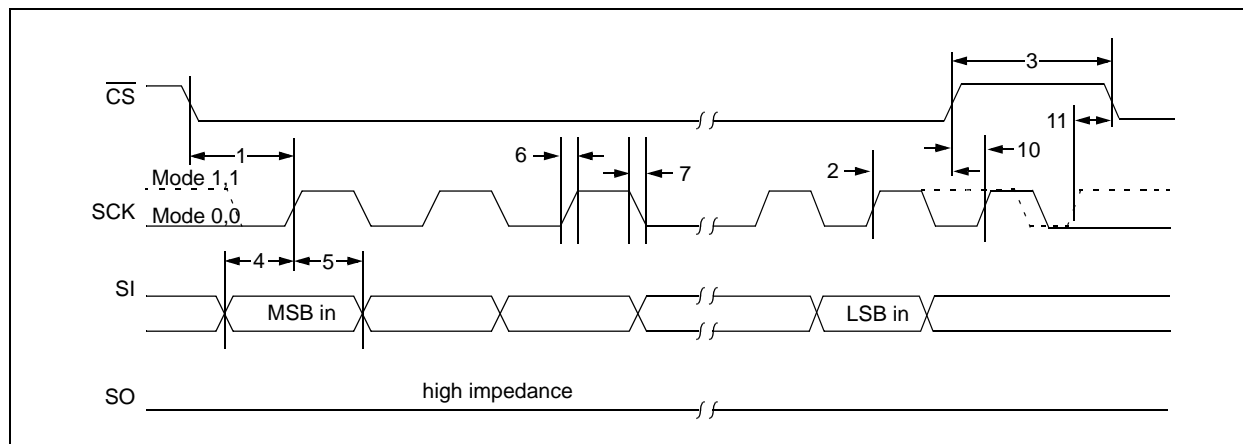 3
CS
11
1
6
2
10
7
Mode 1,1
SCK
Mode 0,0
4
5
SI
MSB in
LSB in
SO
high impedance